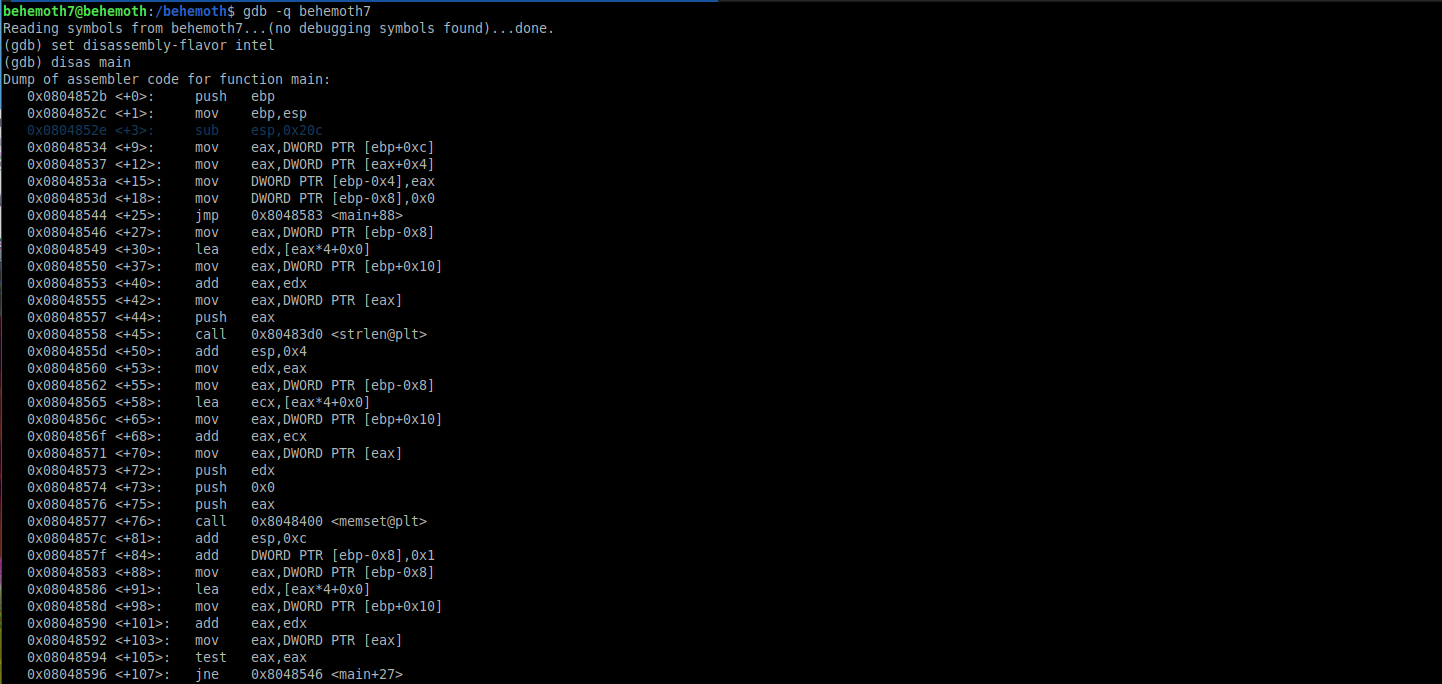 behemoth7@behemoth:/behemoth$ gdb -q behemoth7
Reading symbols from behemoth7...(no debugging symbols found)...done.
(gdb) set disassembly-flavor intel
(gdb) disas main
Dump of assembler code for function main:
   0x0804852b <+0>:     push   ebp
   0x0804852c <+1>:     mov    ebp,esp
   0x0804852e <+3>:     sub    esp,0x20c
   0x08048534 <+9>:     mov    eax,DWORD PTR [ebp+0xc]
   0x08048537 <+12>:    mov    eax,DWORD PTR [eax+0x4]
   0x0804853a <+15>:    mov    DWORD PTR [ebp-0x4],eax
   0x0804853d <+18>:    mov    DWORD PTR [ebp-0x8],0x0
   0x08048544 <+25>:    jmp    0x8048583 <main+88>
   0x08048546 <+27>:    mov    eax,DWORD PTR [ebp-0x8]
   0x08048549 <+30>:    lea    edx,[eax*4+0x0]
   0x08048550 <+37>:    mov    eax,DWORD PTR [ebp+0x10]
   0x08048553 <+40>:    add    eax,edx
   0x08048555 <+42>:    mov    eax,DWORD PTR [eax]
   0x08048557 <+44>:    push   eax
   0x08048558 <+45>:    call   0x80483d0 <strlen@plt>
   0x0804855d <+50>:    add    esp,0x4
   0x08048560 <+53>:    mov    edx,eax
   0x08048562 <+55>:    mov    eax,DWORD PTR [ebp-0x8]
   0x08048565 <+58>:    lea    ecx,[eax*4+0x0]
   0x0804856c <+65>:    mov    eax,DWORD PTR [ebp+0x10]
   0x0804856f <+68>:    add    eax,ecx
   0x08048571 <+70>:    mov    eax,DWORD PTR [eax]
   0x08048573 <+72>:    push   edx
   0x08048574 <+73>:    push   0x0
   0x08048576 <+75>:    push   eax
   0x08048577 <+76>:    call   0x8048400 <memset@plt>
   0x0804857c <+81>:    add    esp,0xc
   0x0804857f <+84>:    add    DWORD PTR [ebp-0x8],0x1
   0x08048583 <+88>:    mov    eax,DWORD PTR [ebp-0x8]
   0x08048586 <+91>:    lea    edx,[eax*4+0x0]
   0x0804858d <+98>:    mov    eax,DWORD PTR [ebp+0x10]
   0x08048590 <+101>:   add    eax,edx
   0x08048592 <+103>:   mov    eax,DWORD PTR [eax]
   0x08048594 <+105>:   test   eax,eax
   0x08048596 <+107>:   jne    0x8048546 <main+27>